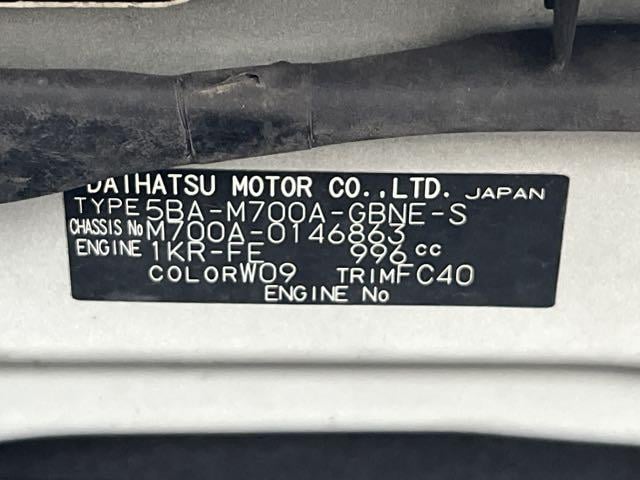 DAIHATSU MOTOR CO.,LTD. JAPAN
TYPE 5BA-M700A-GBNE-S
CHASSIS No M700A-0146863
ENGINE 1KR-FE 996 cc
COLOR W09 TRIM FC40
ENGINE No